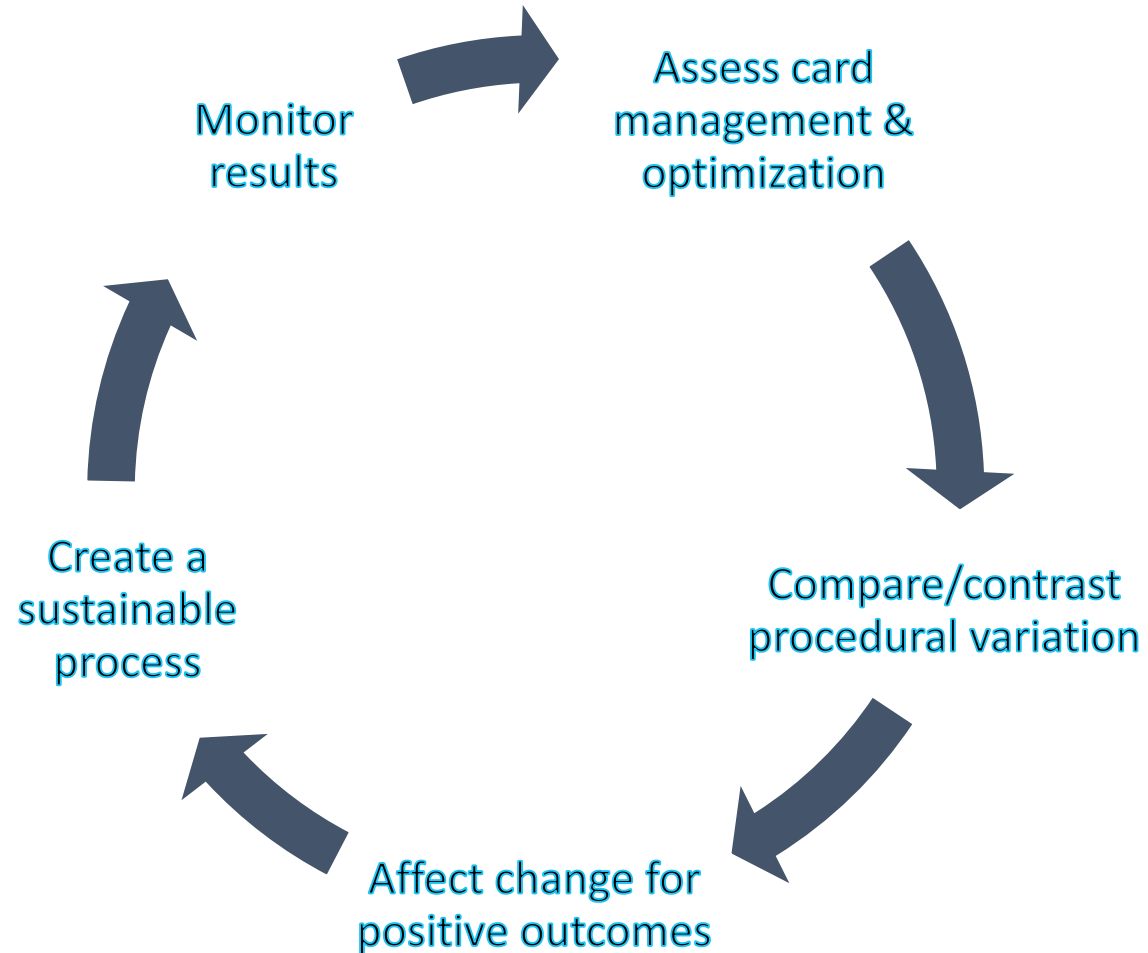 Monitor
results
Assess card
management &
optimization
Compare/contrast
procedural variation
Affect change for
positive outcomes
Create a
sustainable
process